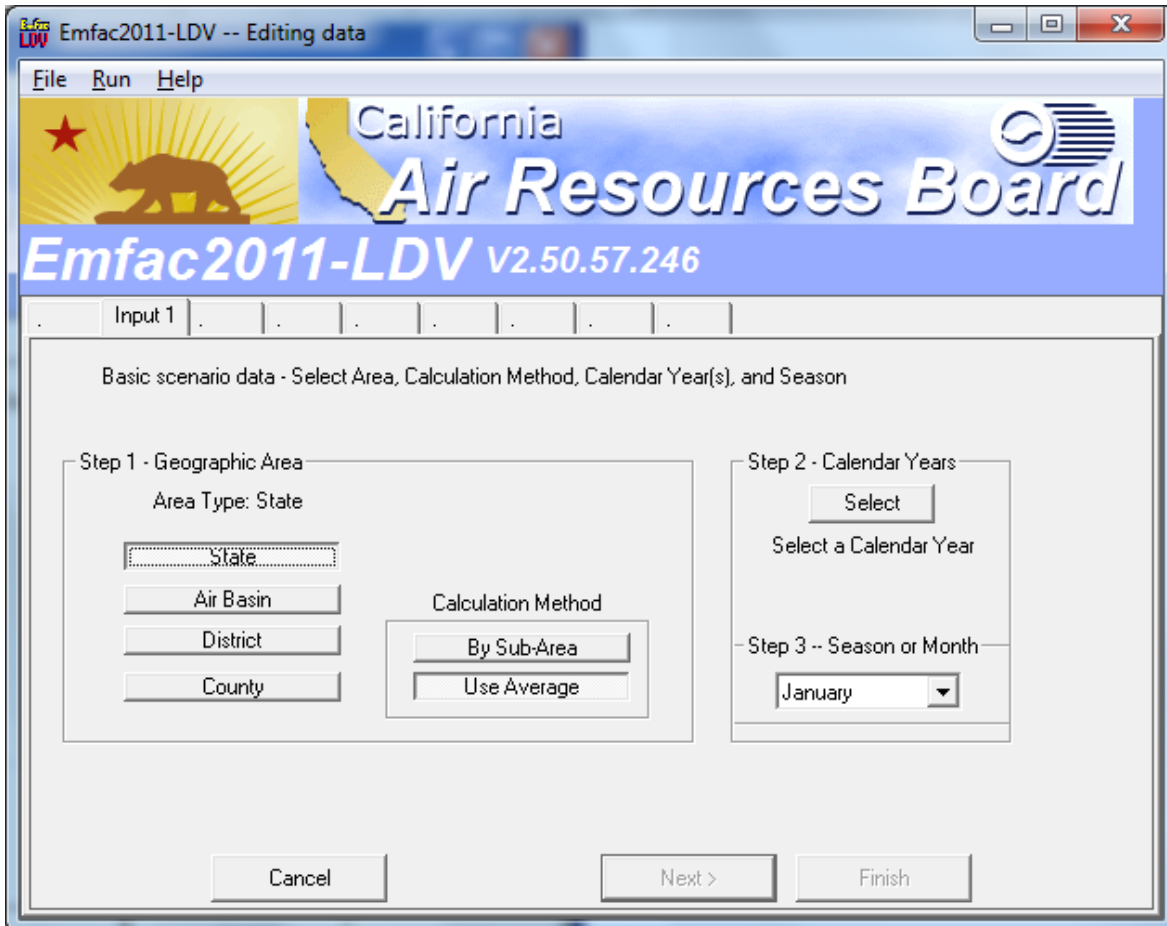 Emfac2011-LDV -- Editing data
File Run Help
California
Air Resources Board
Emfac2011-LDV V2.50.57.246
. Input 1 . . . . . . .
Basic scenario data - Select Area, Calculation Method, Calendar Year(s), and Season
Step 1 - Geographic Area
Area Type: State
State
Air Basin
District
County
Calculation Method
By Sub-Area
Use Average
Step 2 - Calendar Years
Select
Select a Calendar Year
Step 3 -- Season or Month
January
Cancel
Next >
Finish